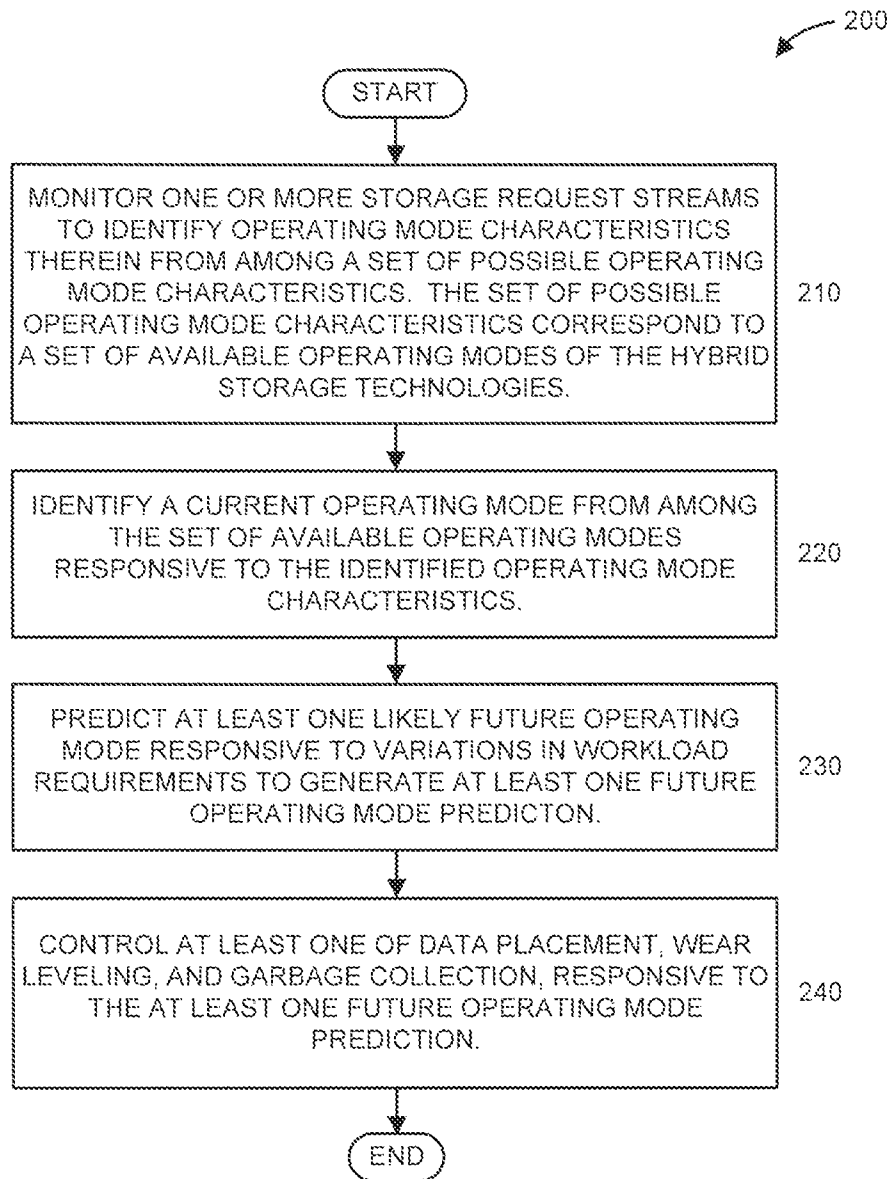 200
START
MONITOR ONE OR MORE STORAGE REQUEST STREAMS
TO IDENTIFY OPERATING MODE CHARACTERISTICS
THEREIN FROM AMONG A SET OF POSSIBLE OPERATING
MODE CHARACTERISTICS. THE SET OF POSSIBLE
OPERATING MODE CHARACTERISTICS CORRESPOND TO
A SET OF AVAILABLE OPERATING MODES OF THE HYBRID
STORAGE TECHNOLOGIES.
210
IDENTIFY A CURRENT OPERATING MODE FROM AMONG
THE SET OF AVAILABLE OPERATING MODES
RESPONSIVE TO THE IDENTIFIED OPERATING MODE
CHARACTERISTICS.
220
PREDICT AT LEAST ONE LIKELY FUTURE OPERATING
MODE RESPONSIVE TO VARIATIONS IN WORKLOAD
REQUIREMENTS TO GENERATE AT LEAST ONE FUTURE
OPERATING MODE PREDICTON.
230
CONTROL AT LEAST ONE OF DATA PLACEMENT, WEAR
LEVELING, AND GARBAGE COLLECTION, RESPONSIVE TO
THE AT LEAST ONE FUTURE OPERATING MODE
PREDICTION.
240
END